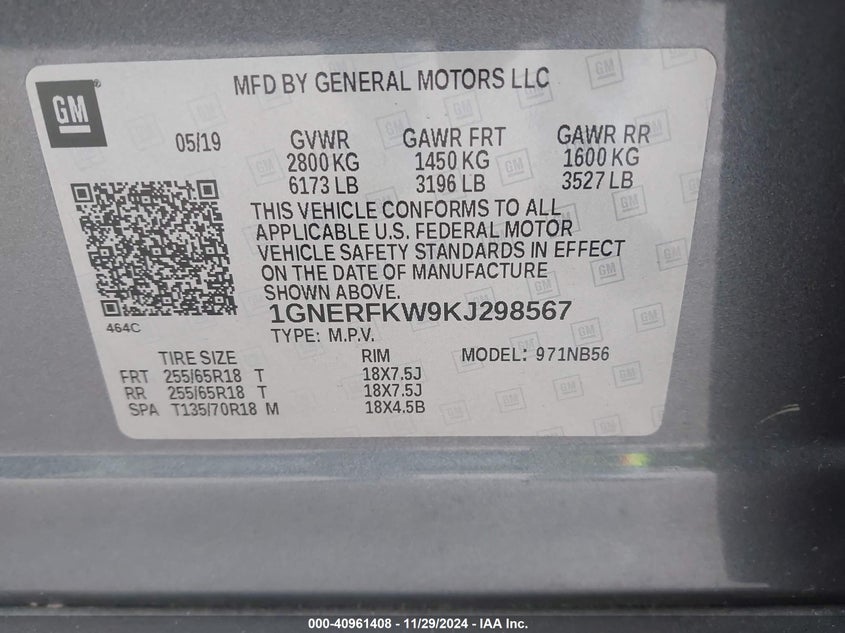 GM
MFD BY GENERAL MOTORS LLC
05/19 GVWR GAWR FRT GAWR RR
2800 KG 1450 KG 1600 KG
6173 LB 3196 LB 3527 LB
THIS VEHICLE CONFORMS TO ALL
APPLICABLE U.S. FEDERAL MOTOR
VEHICLE SAFETY STANDARDS IN EFFECT
ON THE DATE OF MANUFACTURE
SHOWN ABOVE.
464C
1GNERFKW9KJ298567
TYPE: M.P.V.
TIRE SIZE RIM MODEL: 971NB56
FRT 255/65R18 T 18X7.5J
RR 255/65R18 T 18X7.5J
SPA T135/70R18 M 18X4.5B
000-40961408 - 11/29/2024 - IAA Inc.